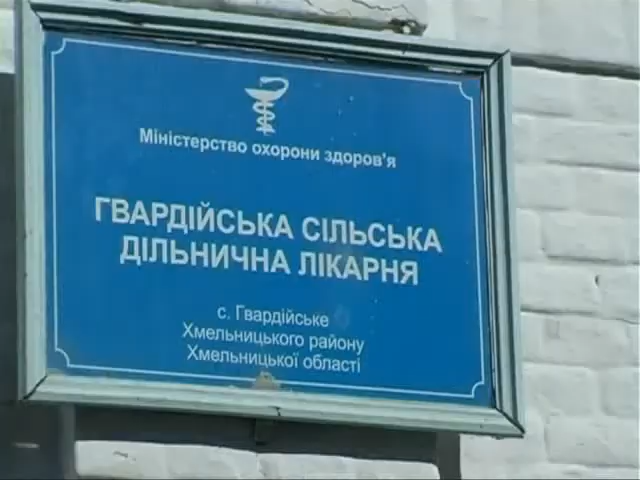 Міністерство охорони здоров'я
ГВАРДІЙСЬКА СІЛЬСЬКА
ДІЛЬНИЧНА ЛІКАРНЯ
с. Гвардійське
Хмельницького району
Хмельницької області